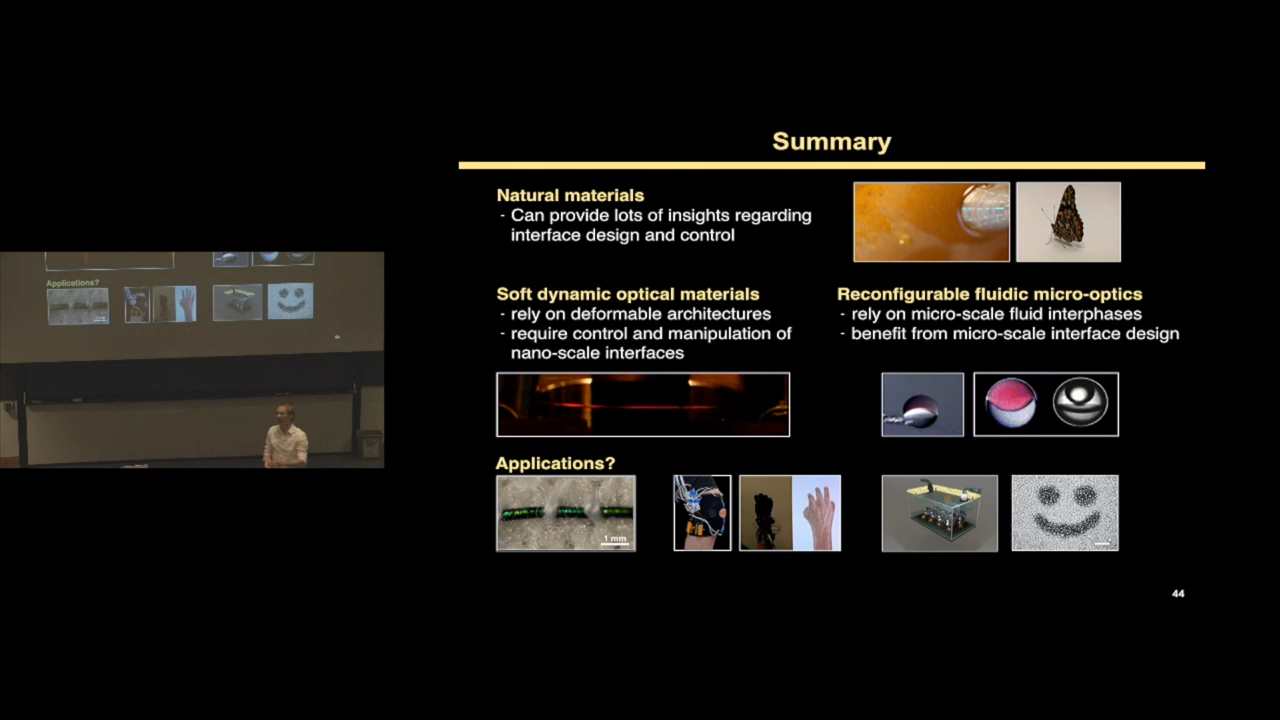 Summary
Natural materials
- Can provide lots of insights regarding
interface design and control
Soft dynamic optical materials
- rely on deformable architectures
- require control and manipulation of
nano-scale interfaces
Reconfigurable fluidic micro-optics
- rely on micro-scale fluid interphases
- benefit from micro-scale interface design
Applications?
1 mm
44
Applications?